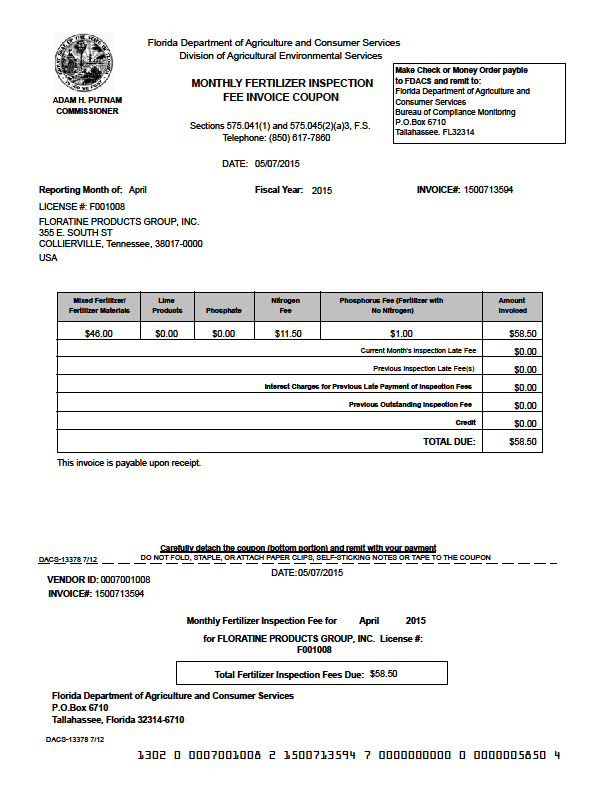 Florida Department of Agriculture and Consumer Services
Division of Agricultural Environmental Services
MONTHLY FERTILIZER INSPECTION
FEE INVOICE COUPON
ADAM H. PUTNAM
COMMISSIONER
Make Check or Money Order payble
to FDACS and remit to:
Florida Department of Agriculture and
Consumer Services
Bureau of Compliance Monitoring
P.O.Box 6710
Tallahassee. FL32314
Sections 575.041(1) and 575.045(2)(a)3, F.S.
Telephone: (850) 617-7860
DATE: 05/07/2015
Reporting Month of: April Fiscal Year: 2015 INVOICE#: 1500713594
LICENSE #: F001008
FLORATINE PRODUCTS GROUP, INC.
355 E. SOUTH ST
COLLIERVILLE, Tennessee, 38017-0000
USA
Mixed Fertilizer/ Fertilizer Materials Lime Products Phosphate Nitrogen Fee Phosphorus Fee (Fertilizer with No Nitrogen) Amount Invoiced
$46.00 $0.00 $0.00 $11.50 $1.00 $58.50
Current Month's Inspection Late Fee $0.00
Previous Inspection Late Fee(s) $0.00
Interest Charges for Previous Late Payment of Inspection Fees $0.00
Previous Outstanding Inspection Fee $0.00
Credit $0.00
TOTAL DUE: $58.50
This invoice is payable upon receipt.
Carefully detach the coupon (bottom portion) and remit with your payment
DACS-13378 7/12 DO NOT FOLD, STAPLE, OR ATTACH PAPER CLIPS, SELF-STICKING NOTES OR TAPE TO THE COUPON
DATE: 05/07/2015
VENDOR ID: 0007001008
INVOICE#: 1500713594
Monthly Fertilizer Inspection Fee for April 2015
for FLORATINE PRODUCTS GROUP, INC. License #:
F001008
Total Fertilizer Inspection Fees Due: $58.50
Florida Department of Agriculture and Consumer Services
P.O.Box 6710
Tallahassee, Florida 32314-6710
DACS-13378 7/12
1302 0 0007001008 2 1500713594 7 0000000000 0 0000005850 4